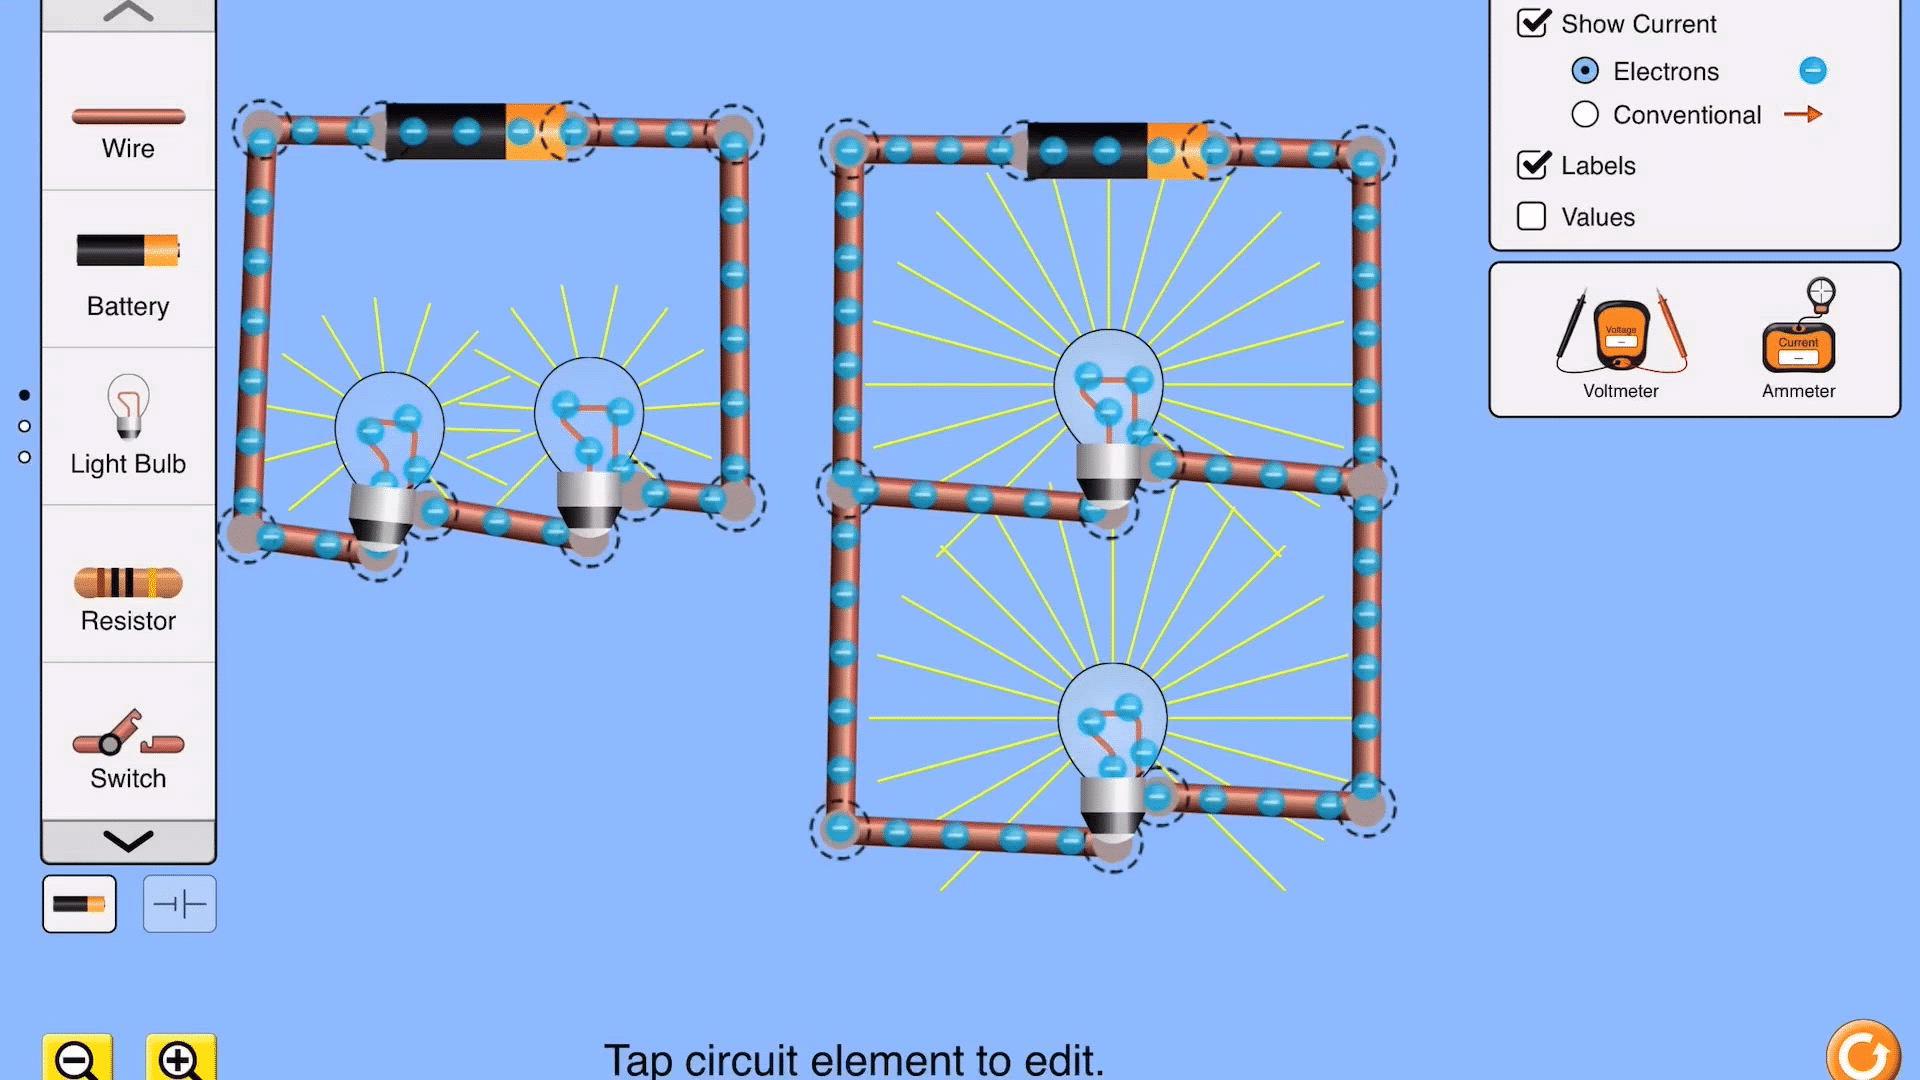 Wire
Battery
Light Bulb
Resistor
Switch
Show Current
Electrons
Conventional
Labels
Values
Voltage
Voltmeter
Current
Ammeter
Tap circuit element to edit.